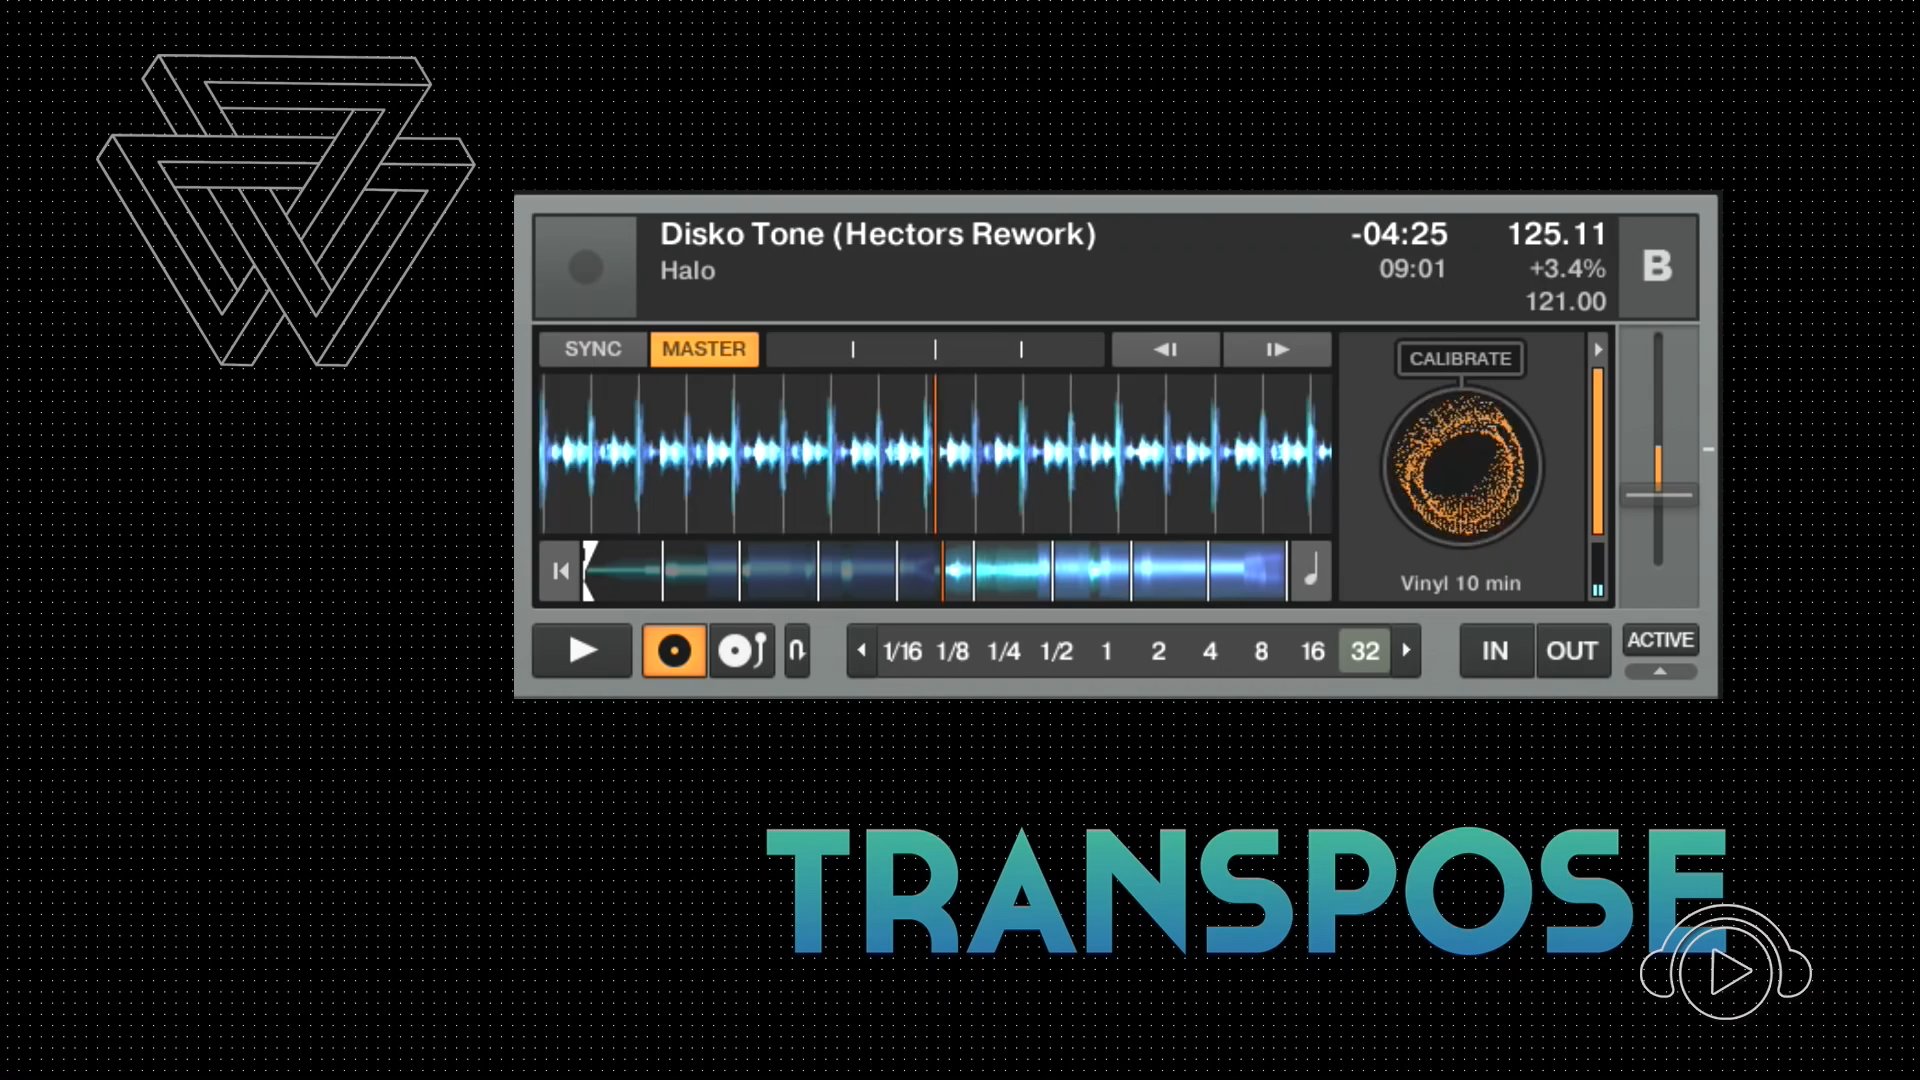 Disko Tone (Hectors Rework) -04:25 125.11
Halo 09:01 +3.4%
121.00
B
SYNC MASTER
CALIBRATE
Vinyl 10 min
1/16 1/8 1/4 1/2 1 2 4 8 16 32
IN OUT ACTIVE
TRANSPOSE